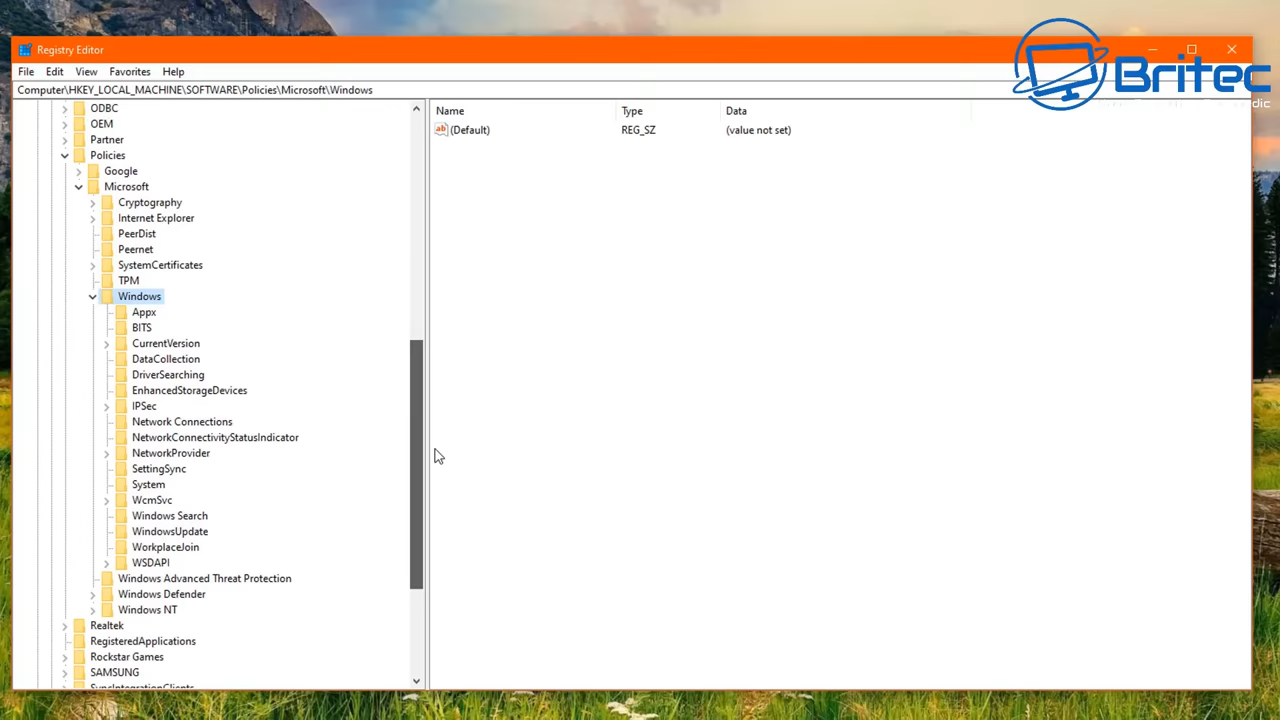 Registry Editor
Britec
File Edit View Favorites Help
Computer\HKEY_LOCAL_MACHINE\SOFTWARE\Policies\Microsoft\Windows
ODBC
OEM
Partner
Policies
Google
Microsoft
Cryptography
Internet Explorer
PeerDist
Peernet
SystemCertificates
TPM
Windows
Appx
BITS
CurrentVersion
DataCollection
DriverSearching
EnhancedStorageDevices
IPSec
Network Connections
NetworkConnectivityStatusIndicator
NetworkProvider
SettingSync
System
WcmSvc
Windows Search
WindowsUpdate
WorkplaceJoin
WSDAPI
Windows Advanced Threat Protection
Windows Defender
Windows NT
Realtek
RegisteredApplications
Rockstar Games
SAMSUNG
SyncIntegrationClients
Name Type Data
ab (Default) REG_SZ (value not set)